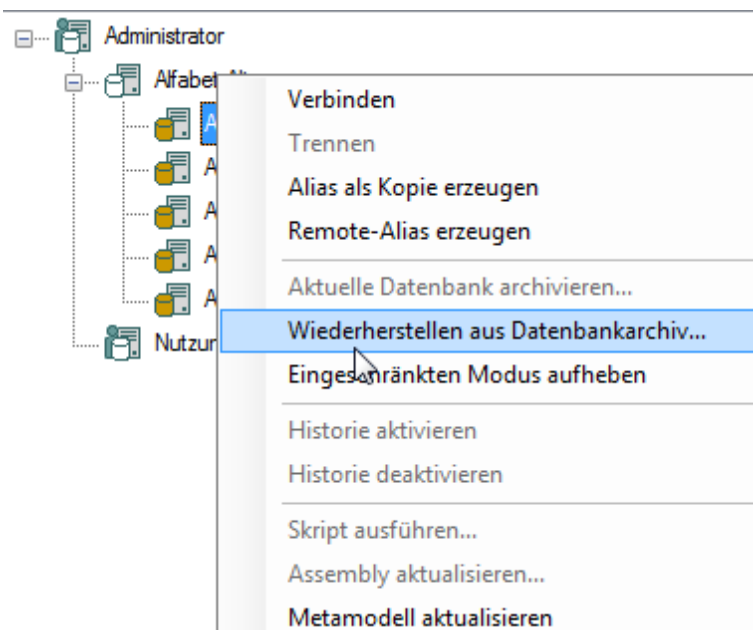 Administrator
Alfabet
A
A
A
A
A
Verbinden
Trennen
Alias als Kopie erzeugen
Remote-Alias erzeugen
Aktuelle Datenbank archivieren...
Wiederherstellen aus Datenbankarchiv...
Eingeschränkten Modus aufheben
Historie aktivieren
Historie deaktivieren
Skript ausführen...
Assembly aktualisieren...
Metamodell aktualisieren